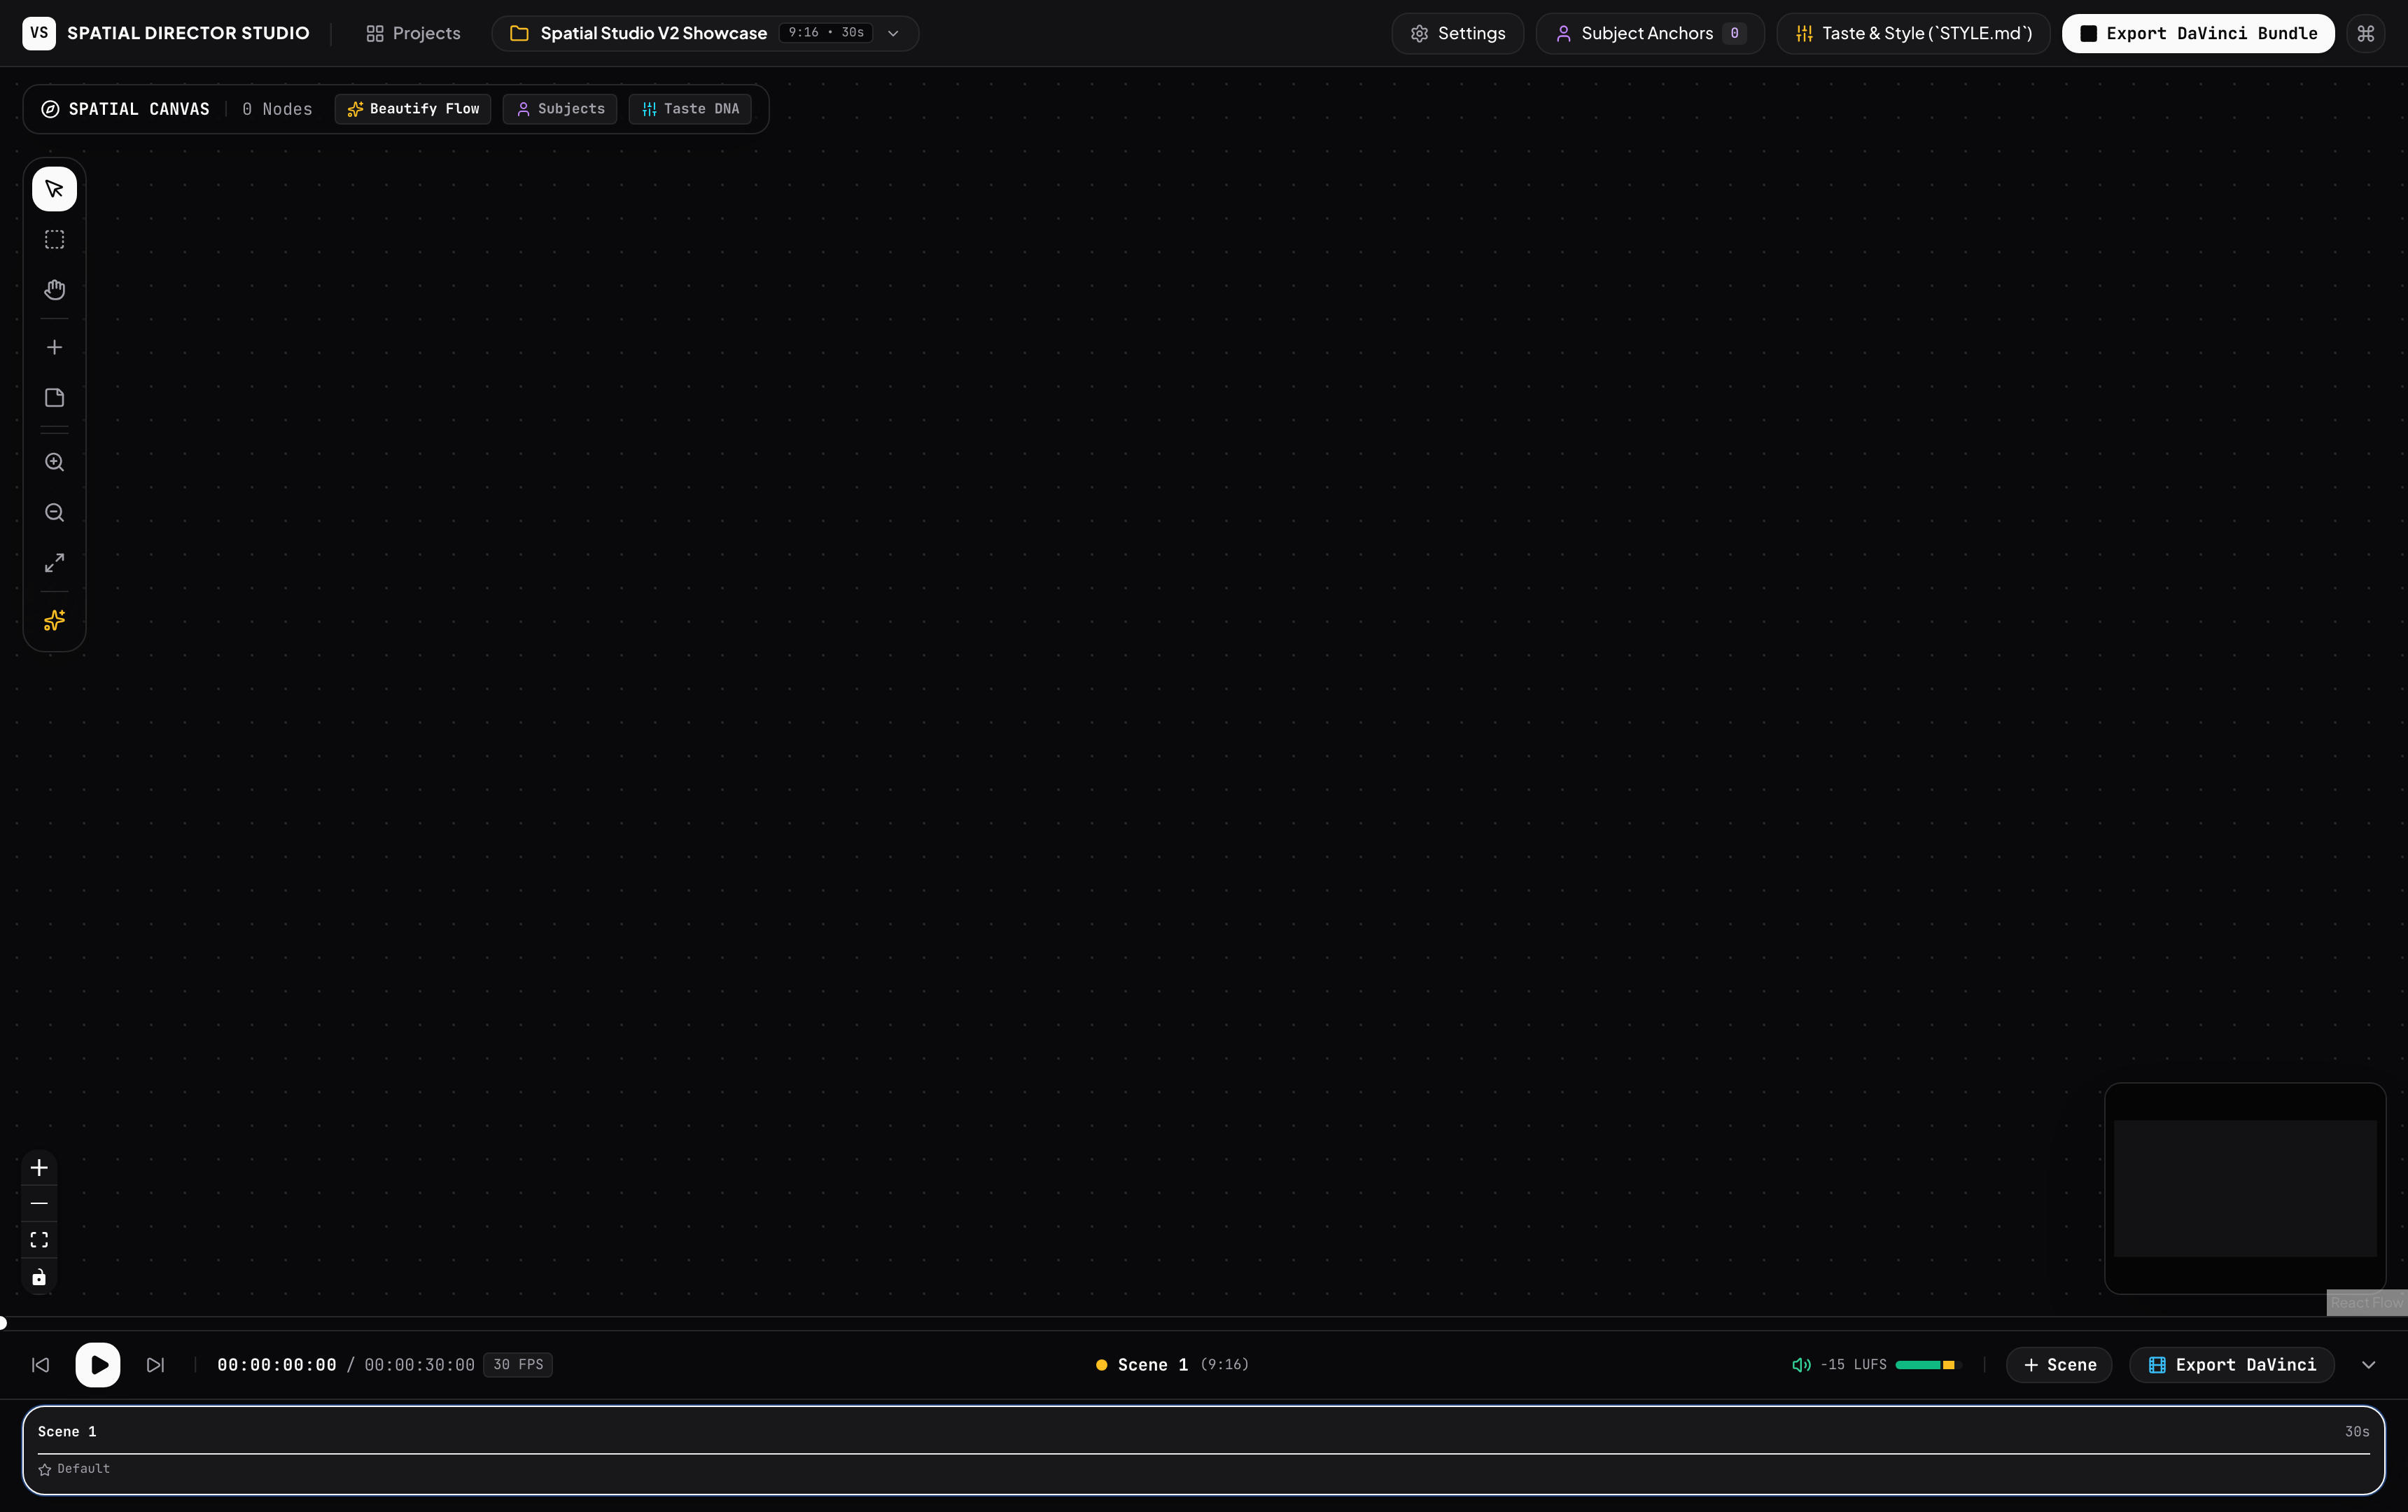 VS SPATIAL DIRECTOR STUDIO Projects Spatial Studio V2 Showcase 9:16 • 30s Settings Subject Anchors 0 Taste & Style (`STYLE.md`) Export DaVinci Bundle
SPATIAL CANVAS 0 Nodes Beautify Flow Subjects Taste DNA
React Flow
00:00:00:00 / 00:00:30:00 30 FPS Scene 1 (9:16) -15 LUFS + Scene Export DaVinci
Scene 1 30s
Default